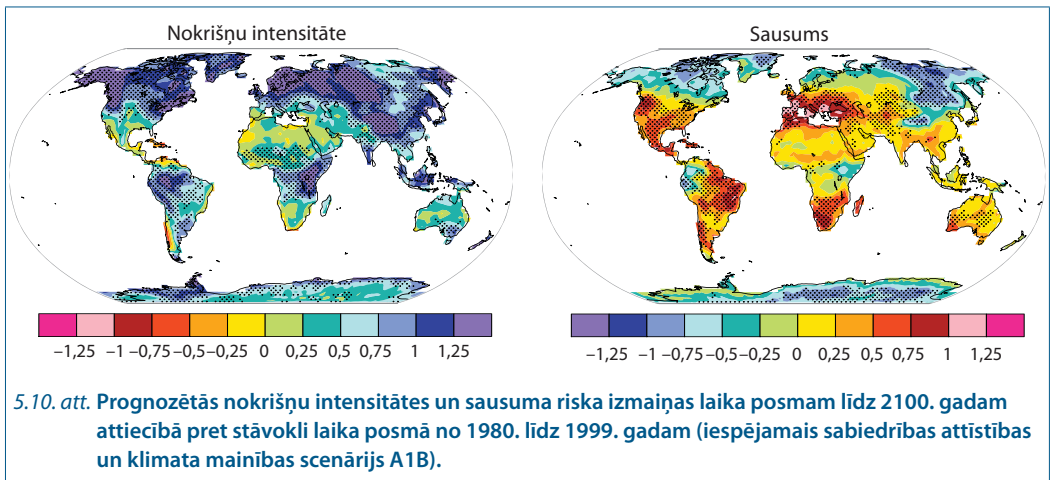 Nokrišņu intensitāte
Sausums
−1,25 −1 −0,75 −0,5 −0,25 0 0,25 0,5 0,75 1 1,25
−1,25 −1 −0,75 −0,5 −0,25 0 0,25 0,5 0,75 1 1,25
5.10. att. Prognozētās nokrišņu intensitātes un sausuma riska izmaiņas laika posmam līdz 2100. gadam
attiecībā pret stāvokli laika posmā no 1980. līdz 1999. gadam (iespējamais sabiedrības attīstības
un klimata mainības scenārijs A1B).